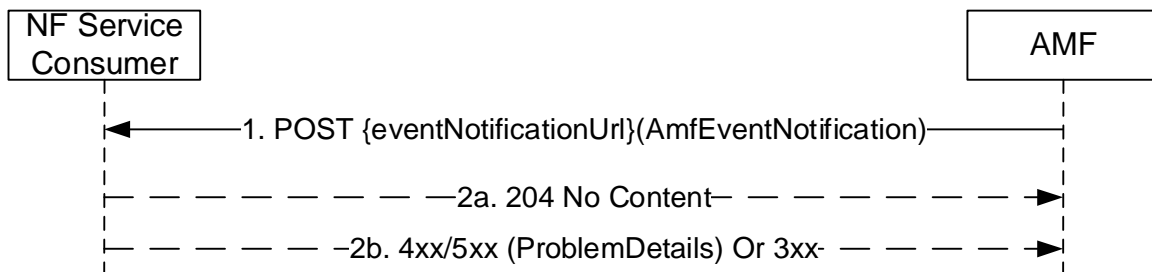 NF Service
Consumer
AMF
1. POST {eventNotificationUrl}(AmfEventNotification)
2a. 204 No Content
2b. 4xx/5xx (ProblemDetails) Or 3xx